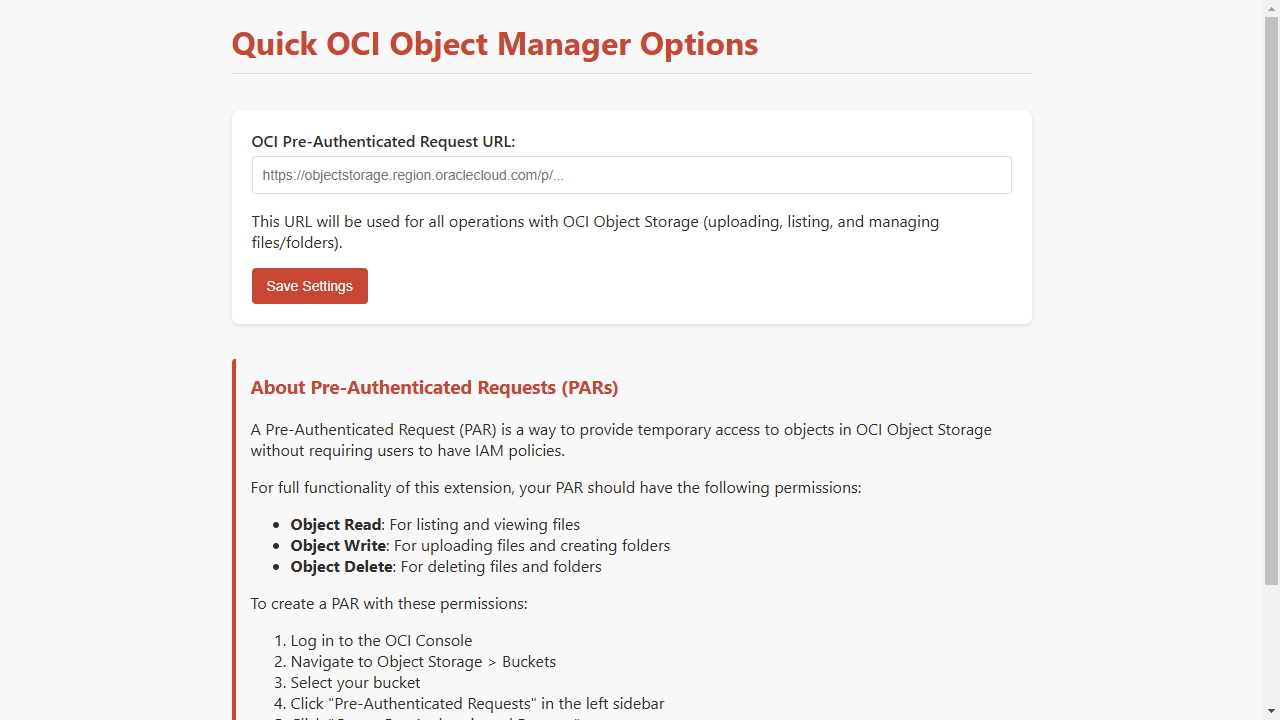 Quick OCI Object Manager Options
OCI Pre-Authenticated Request URL:
https://objectstorage.region.oraclecloud.com/p/...
This URL will be used for all operations with OCI Object Storage (uploading, listing, and managing
files/folders).
Save Settings
About Pre-Authenticated Requests (PARs)
A Pre-Authenticated Request (PAR) is a way to provide temporary access to objects in OCI Object Storage
without requiring users to have IAM policies.
For full functionality of this extension, your PAR should have the following permissions:
• Object Read: For listing and viewing files
• Object Write: For uploading files and creating folders
• Object Delete: For deleting files and folders
To create a PAR with these permissions:
1. Log in to the OCI Console
2. Navigate to Object Storage > Buckets
3. Select your bucket
4. Click "Pre-Authenticated Requests" in the left sidebar